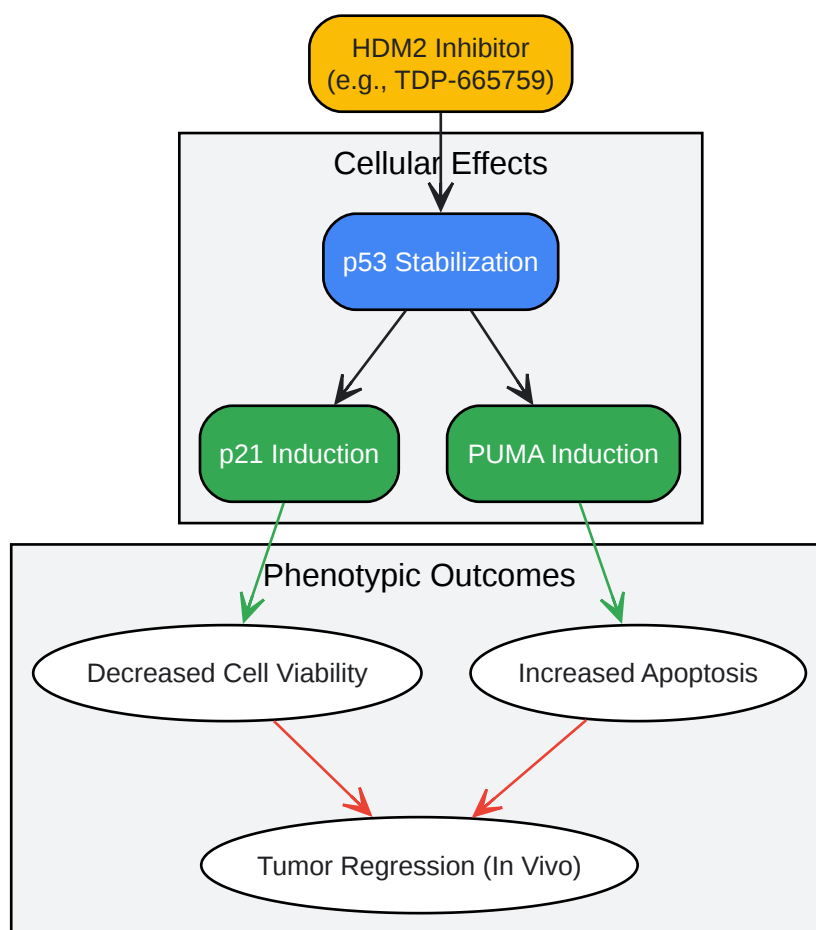 HDM2 Inhibitor
(e.g., TDP-665759)
Cellular Effects
p53 Stabilization
p21 Induction
PUMA Induction
Phenotypic Outcomes
Decreased Cell Viability
Increased Apoptosis
Tumor Regression (In Vivo)